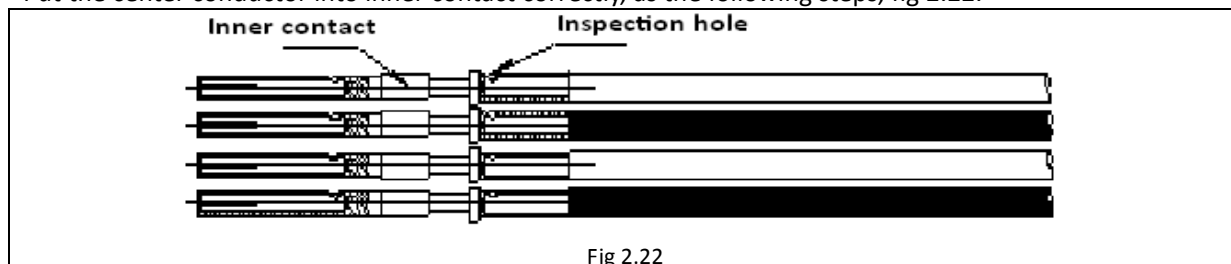 Put the center conductor into inner contact correctly, as the following steps, fig 2.22.
Inner contact
Inspection hole
Fig 2.22